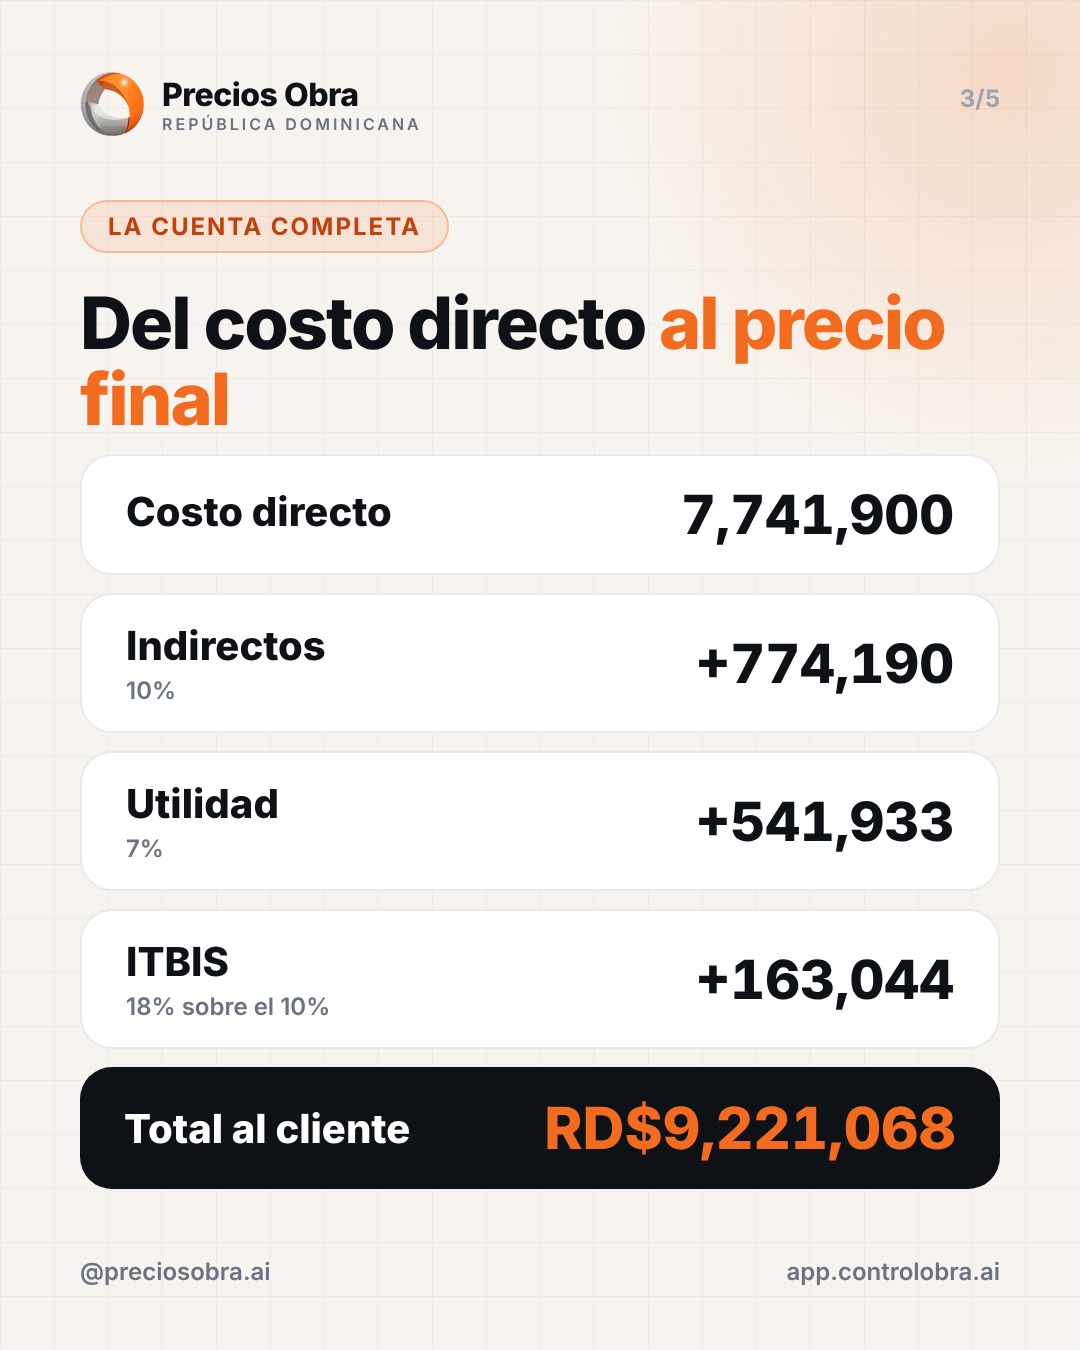 Precios Obra
REPÚBLICA DOMINICANA
3/5
LA CUENTA COMPLETA
Del costo directo al precio
final
Costo directo
7,741,900
Indirectos
10%
+774,190
Utilidad
7%
+541,933
ITBIS
18% sobre el 10%
+163,044
Total al cliente
RD$9,221,068
@preciosobra.ai
app.controlobra.ai